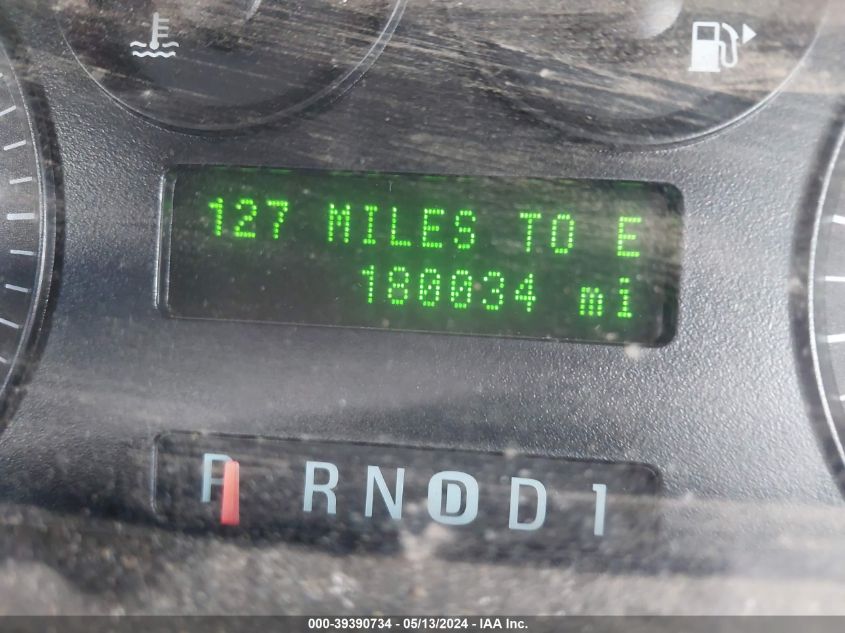 127 MILES TO E
180034 mi
P R N D D 1
000-39390734 - 05/13/2024 - IAA Inc.